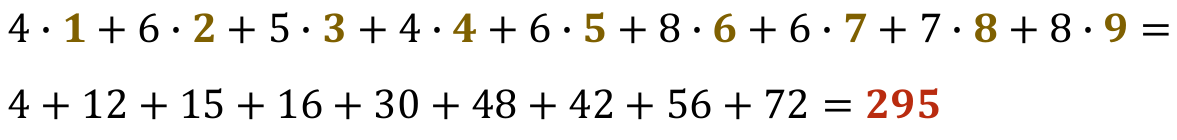 4 · 1 + 6 · 2 + 5 · 3 + 4 · 4 + 6 · 5 + 8 · 6 + 6 · 7 + 7 · 8 + 8 · 9 =
4 + 12 + 15 + 16 + 30 + 48 + 42 + 56 + 72 = 295